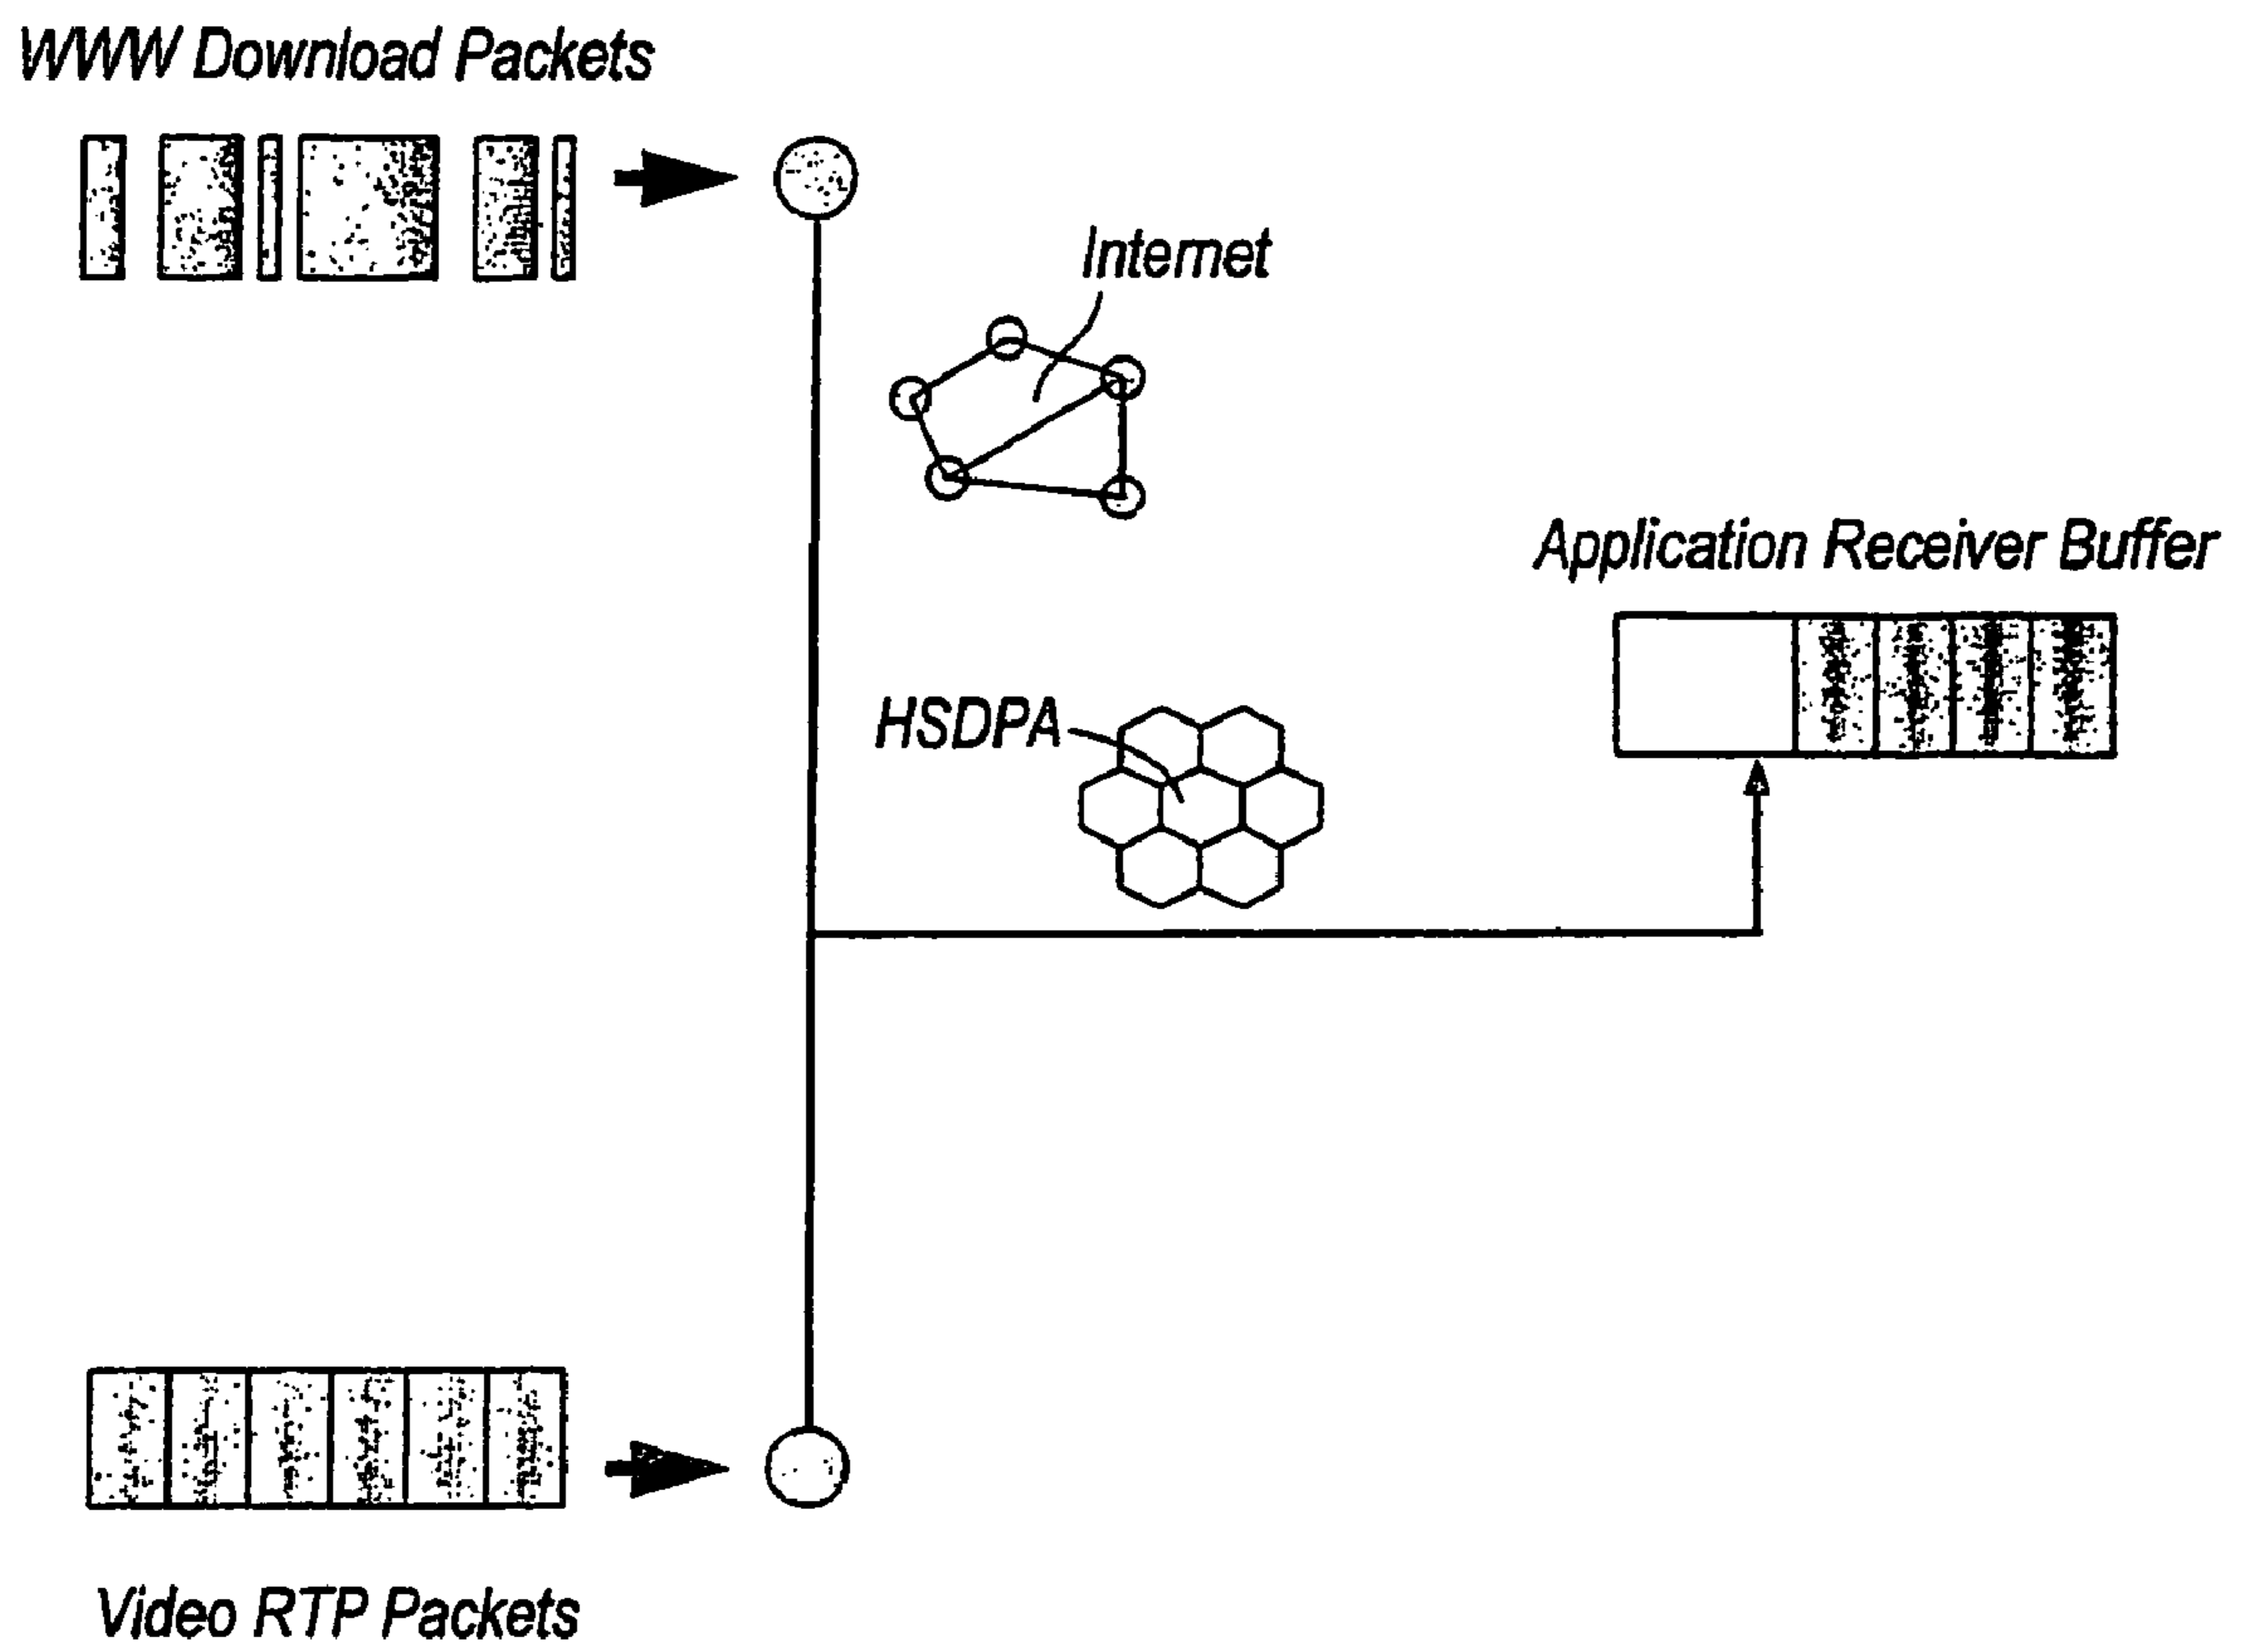 WWW Download Packets
Internet
Application Receiver Buffer
HSDPA
Video RTP Packets